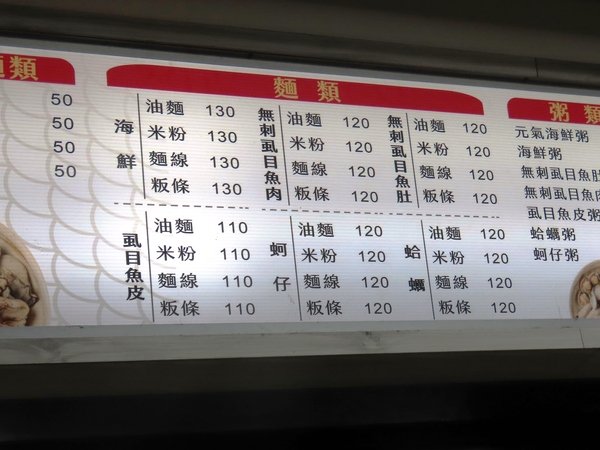 類
50
50
50
50
麵類
海鮮
油麵 130
米粉 130
麵線 130
粄條 130
無刺虱目魚肉
油麵 120
米粉 120
麵線 120
粄條 120
無刺虱目魚肚
油麵 120
米粉 120
麵線 120
粄條 120
虱目魚皮
油麵 110
米粉 110
麵線 110
粄條 110
蚵仔
油麵 120
米粉 120
麵線 120
粄條 120
蛤蠣
油麵 120
米粉 120
麵線 120
粄條 120
粥類
元氣海鮮粥
海鮮粥
無刺虱目魚肚
無刺虱目魚肉
虱目魚皮粥
蛤蠣粥
蚵仔粥